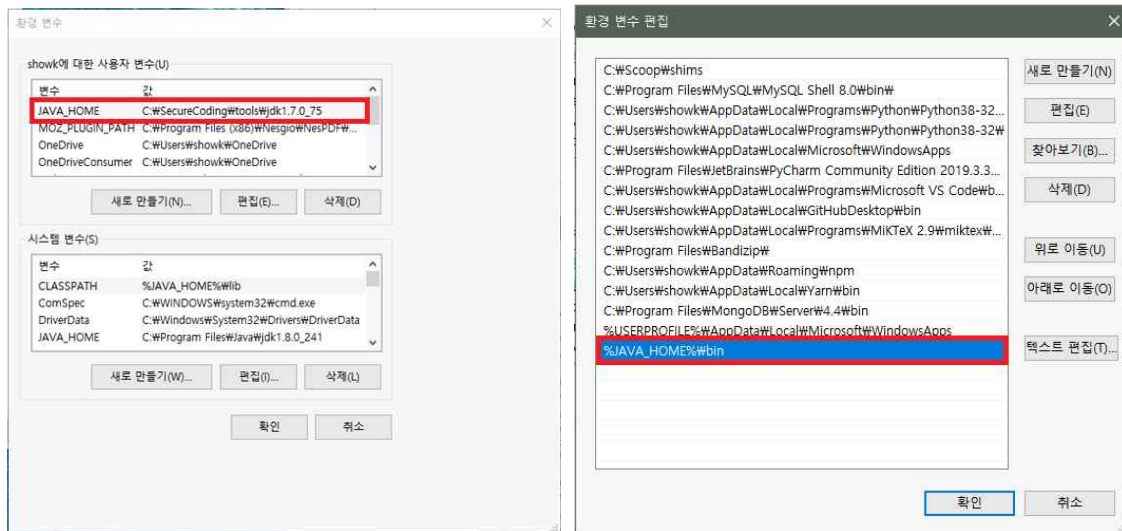 환경 변수
showk에 대한 사용자 변수(U)
변수 값
JAVA_HOME C:₩SecureCoding₩tools₩jdk1.7.0_75
MOZ_PLUGIN_PATH C:₩Program Files (x86)₩Nesgio₩NesPDF₩...
OneDrive C:₩Users₩showk₩OneDrive
OneDriveConsumer C:₩Users₩showk₩OneDrive
새로 만들기(N)... 편집(E)... 삭제(D)
시스템 변수(S)
변수 값
CLASSPATH %JAVA_HOME%₩lib
ComSpec C:₩WINDOWS₩system32₩cmd.exe
DriverData C:₩Windows₩System32₩Drivers₩DriverData
JAVA_HOME C:₩Program Files₩Java₩jdk1.8.0_241
새로 만들기(W)... 편집(I)... 삭제(L)
확인 취소
환경 변수 편집
C:₩Scoop₩shims
C:₩Program Files₩MySQL₩MySQL Shell 8.0₩bin₩
C:₩Users₩showk₩AppData₩Local₩Programs₩Python₩Python38-32...
C:₩Users₩showk₩AppData₩Local₩Programs₩Python₩Python38-32₩
C:₩Users₩showk₩AppData₩Local₩Microsoft₩WindowsApps
C:₩Program Files₩JetBrains₩PyCharm Community Edition 2019.3.3...
C:₩Users₩showk₩AppData₩Local₩Programs₩Microsoft VS Code₩b...
C:₩Users₩showk₩AppData₩Local₩GitHubDesktop₩bin
C:₩Users₩showk₩AppData₩Local₩Programs₩MiKTeX 2.9₩miktex₩...
C:₩Program Files₩Bandizip₩
C:₩Users₩showk₩AppData₩Roaming₩npm
C:₩Users₩showk₩AppData₩Local₩Yarn₩bin
C:₩Program Files₩MongoDB₩Server₩4.4₩bin
%USERPROFILE%₩AppData₩Local₩Microsoft₩WindowsApps
%JAVA_HOME%₩bin
새로 만들기(N)
편집(E)
찾아보기(B)...
삭제(D)
위로 이동(U)
아래로 이동(O)
텍스트 편집(T)...
확인 취소